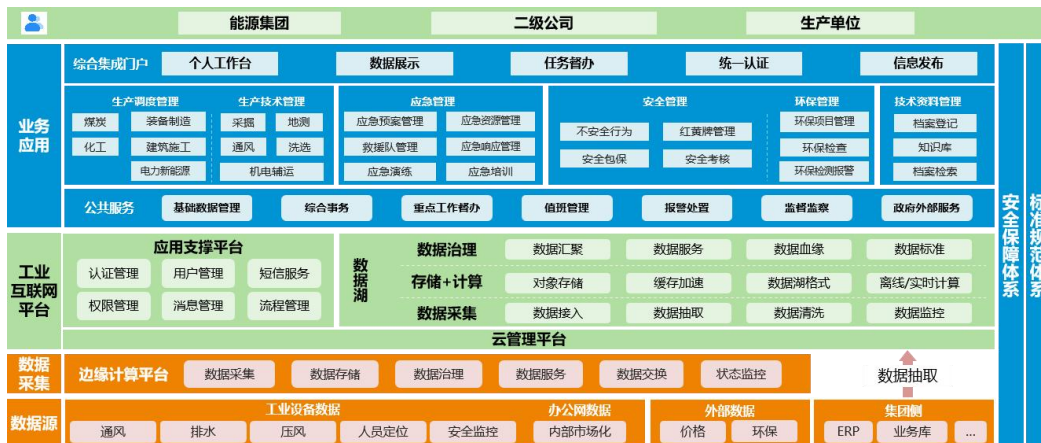 能源集团 二级公司 生产单位
业务应用
综合集成门户 个人工作台 数据展示 任务督办 统一认证 信息发布
生产调度管理 生产技术管理 应急管理 安全管理 环保管理 技术资料管理
煤炭 装备制造 采掘 地测 应急预案管理 应急资源管理 不安全行为 红黄牌管理 环保项目管理 档案登记
化工 建筑施工 通风 洗选 救援队管理 应急响应管理 安全包保 安全考核 环保检查 知识库
电力新能源 机电辅运 应急演练 应急培训 环保检测报警 档案检索
公共服务 基础数据管理 综合事务 重点工作督办 值班管理 报警处置 监督监察 政府外部服务
安全保障体系
标准规范体系
工业互联网平台
应用支撑平台
认证管理 用户管理 短信服务
权限管理 消息管理 流程管理
数据湖
数据治理 数据汇聚 数据服务 数据血缘 数据标准
存储+计算 对象存储 缓存加速 数据湖格式 离线/实时计算
数据采集 数据接入 数据抽取 数据清洗 数据监控
云管理平台
数据采集
边缘计算平台 数据采集 数据存储 数据治理 数据服务 数据交换 状态监控
数据抽取
数据源
工业设备数据 办公网数据 外部数据 集团侧
通风 排水 压风 人员定位 安全监控 内部市场化 价格 环保 ERP 业务库 ...